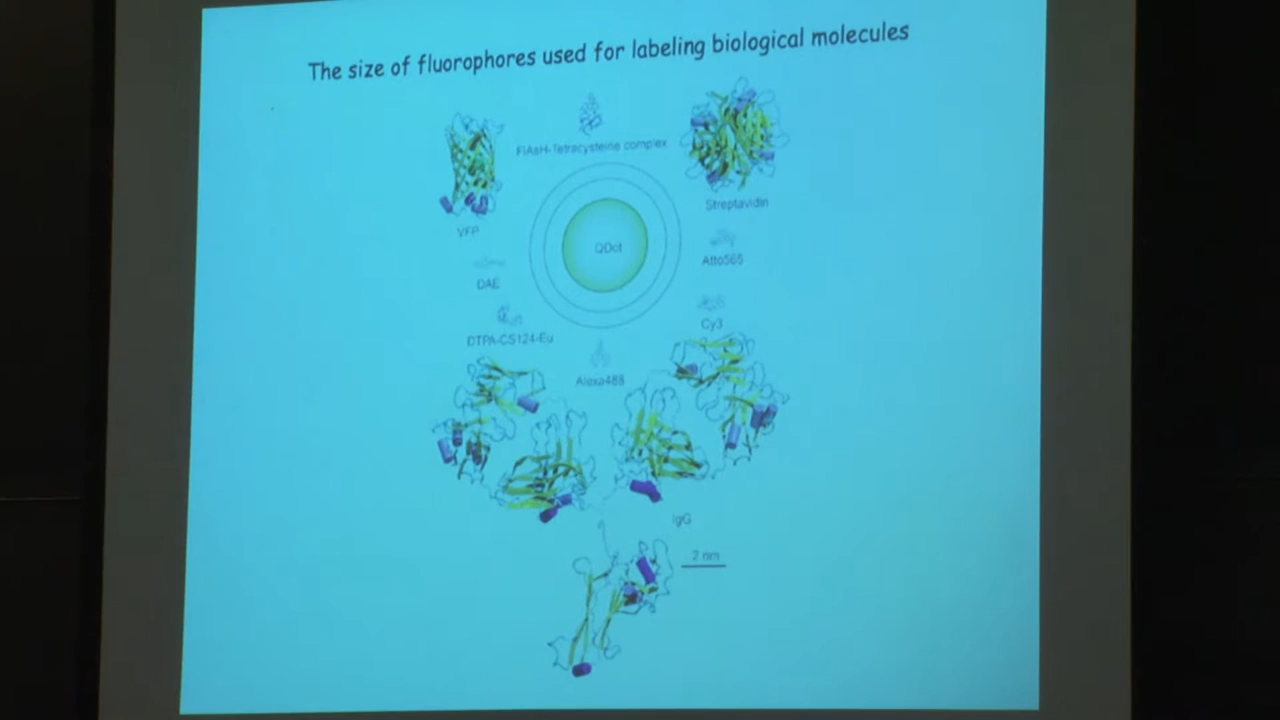 The size of fluorophores used for labeling biological molecules
FlAsH-Tetracysteine complex
Streptavidin
VFP
QDot
Atto565
DAE
Cy3
DTPA-CS124-Eu
Alexa488
IgG
2 nm